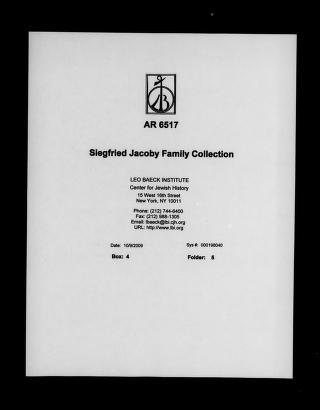 AR 6517
Siegfried Jacoby Family Collection
LEO BAECK INSTITUTE
Center for Jewish History
15 West 16th Street
New York, NY 10011
Phone: (212) 744-6400
Fax: (212) 988-1305
Email: lbaeck@lbi.cjh.org
URL: http://www.lbi.org
Date: 10/9/2009 Sys #: 000198040
Box: 4 Folder: 5